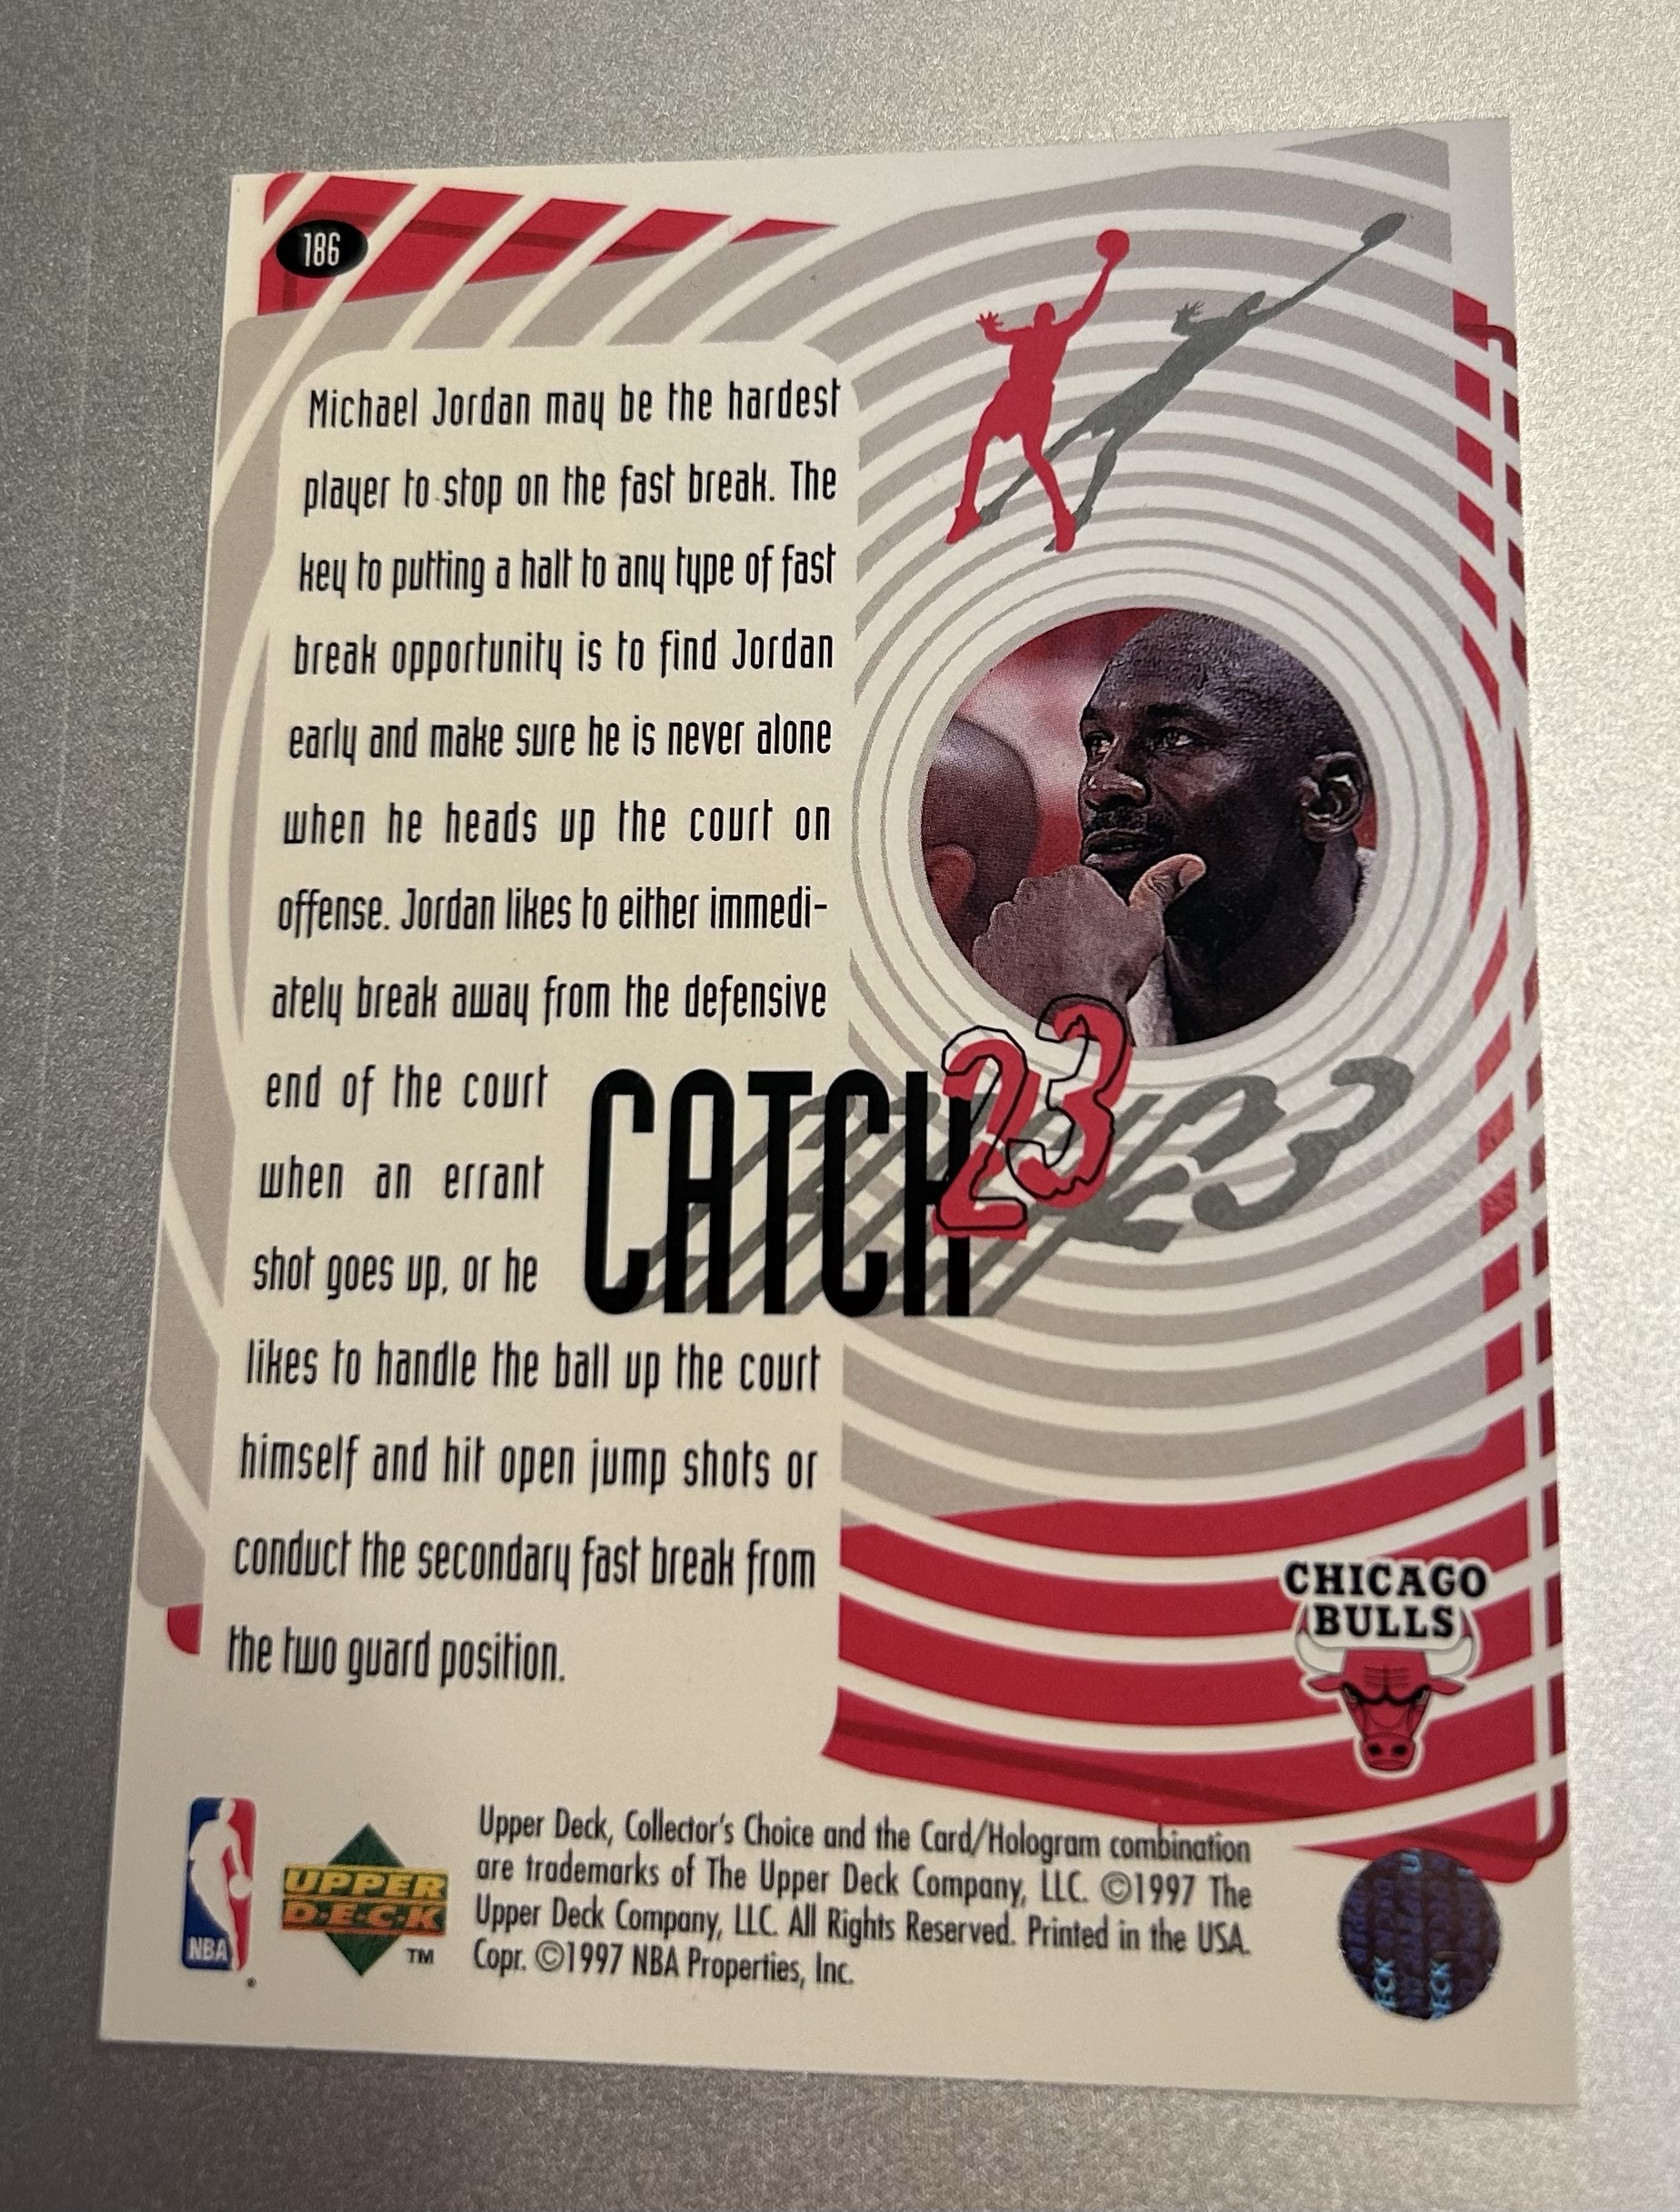 186
Michael Jordan may be the hardest
player to stop on the fast break. The
key to putting a halt to any type of fast
break opportunity is to find Jordan
early and make sure he is never alone
when he heads up the court on
offense. Jordan likes to either immedi-
ately break away from the defensive
end of the court
when an errant
shot goes up, or he
likes to handle the ball up the court
himself and hit open jump shots or
conduct the secondary fast break from
the two guard position.
CATCH 23
CHICAGO
BULLS
NBA
UPPER
D·E·C·K
TM
Upper Deck, Collector's Choice and the Card/Hologram combination
are trademarks of The Upper Deck Company, LLC. ©1997 The
Upper Deck Company, LLC. All Rights Reserved. Printed in the USA.
Copr. ©1997 NBA Properties, Inc.